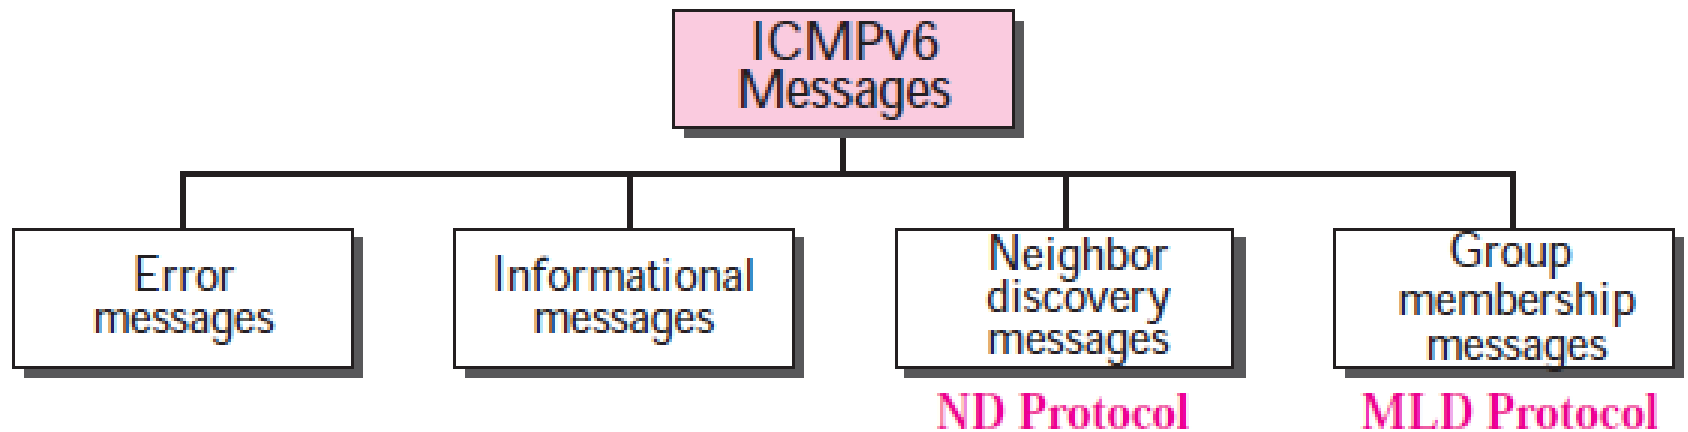 ICMPv6
Messages
Error
messages
Informational
messages
Neighbor
discovery
messages
Group
membership
messages
ND Protocol
MLD Protocol